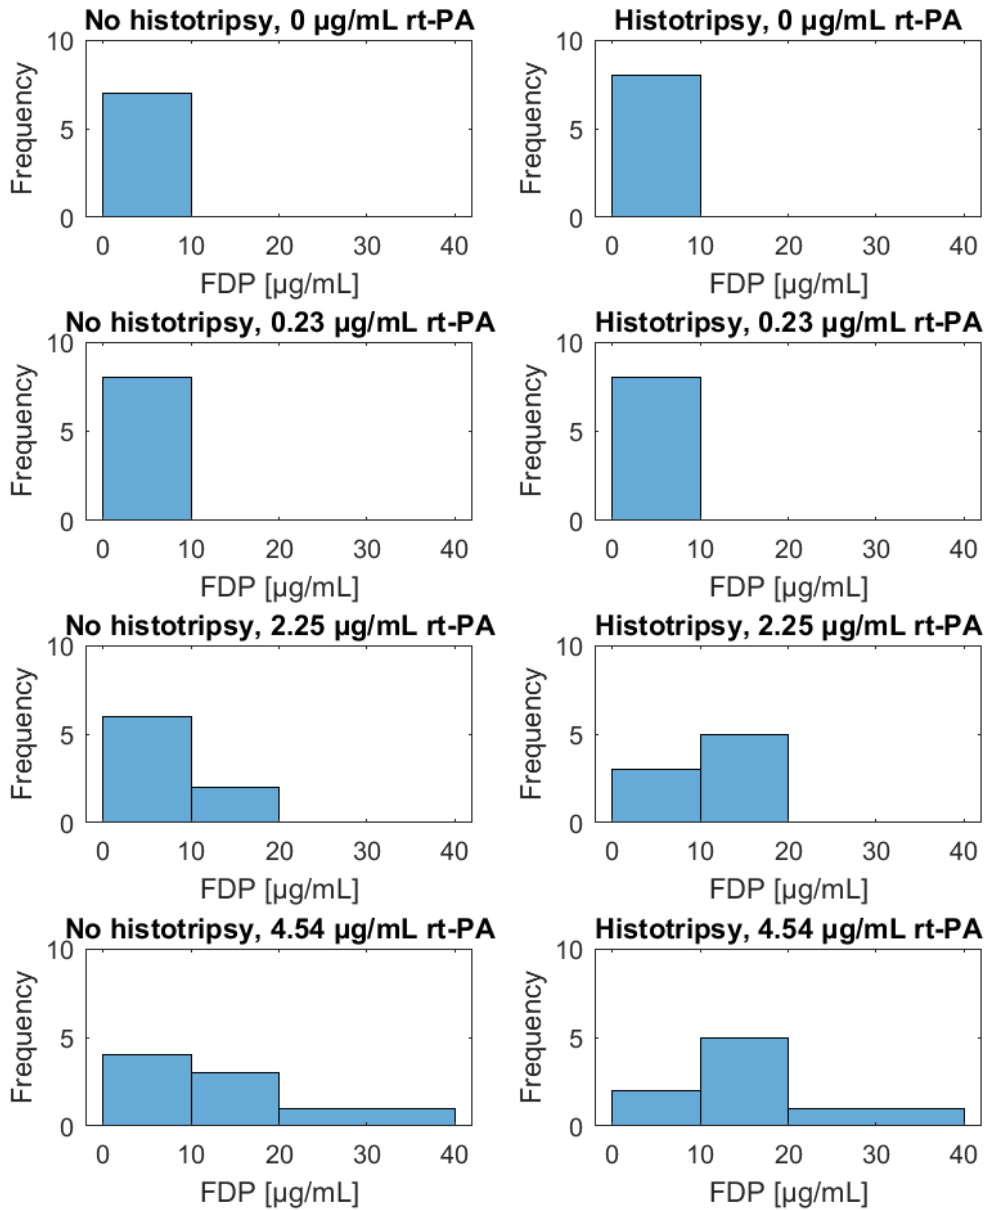 No histotripsy, 0 µg/mL rt-PA
10
5
0
Frequency
0 10 20 30 40
FDP [µg/mL]
Histotripsy, 0 µg/mL rt-PA
10
5
0
Frequency
0 10 20 30 40
FDP [µg/mL]
No histotripsy, 0.23 µg/mL rt-PA
10
5
0
Frequency
0 10 20 30 40
FDP [µg/mL]
Histotripsy, 0.23 µg/mL rt-PA
10
5
0
Frequency
0 10 20 30 40
FDP [µg/mL]
No histotripsy, 2.25 µg/mL rt-PA
10
5
0
Frequency
0 10 20 30 40
FDP [µg/mL]
Histotripsy, 2.25 µg/mL rt-PA
10
5
0
Frequency
0 10 20 30 40
FDP [µg/mL]
No histotripsy, 4.54 µg/mL rt-PA
10
5
0
Frequency
0 10 20 30 40
FDP [µg/mL]
Histotripsy, 4.54 µg/mL rt-PA
10
5
0
Frequency
0 10 20 30 40
FDP [µg/mL]